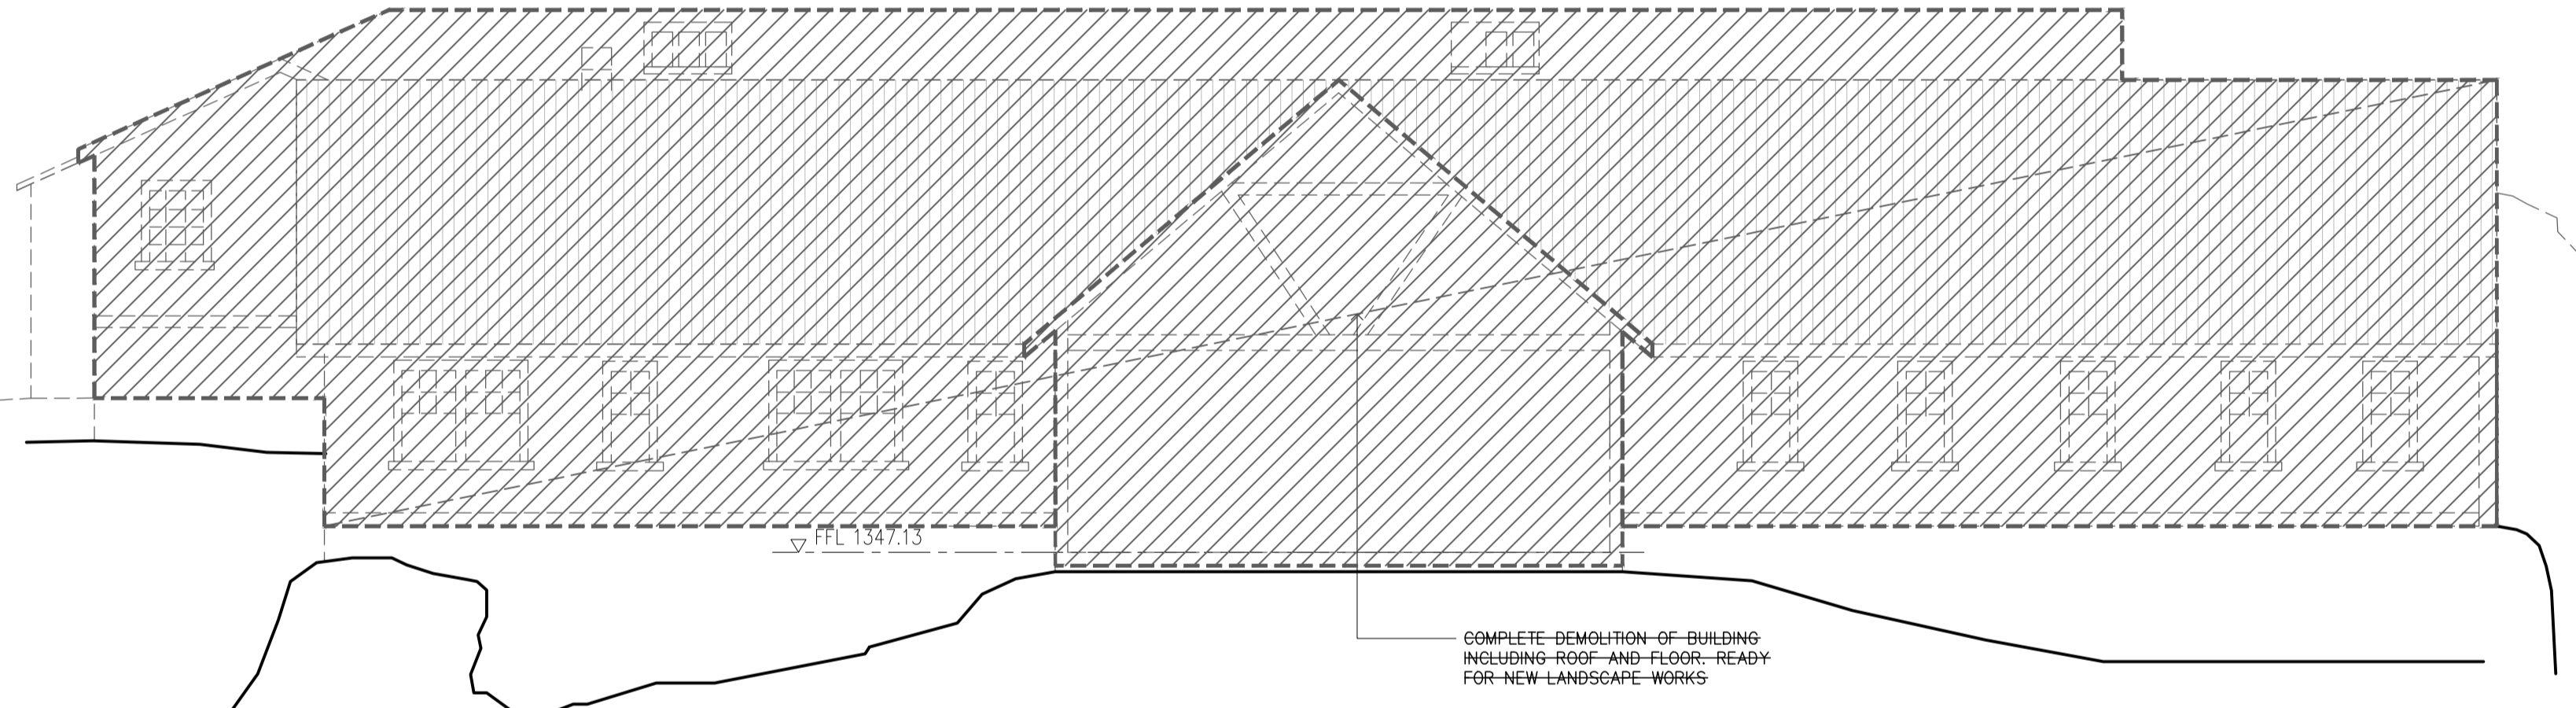 FFL 1347.13
COMPLETE DEMOLITION OF BUILDING
INCLUDING ROOF AND FLOOR. READY
FOR NEW LANDSCAPE WORKS